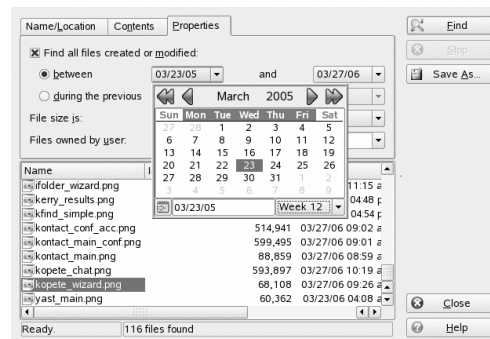 Name/Location Contents Properties
Find all files created or modified:
between 03/23/05 and 03/27/06
during the previous
File size is:
Files owned by user:
March 2005
Sun Mon Tue Wed Thu Fri Sat
27 28 1 2 3 4 5
6 7 8 9 10 11 12
13 14 15 16 17 18 19
20 21 22 23 24 25 26
27 28 29 30 31 1 2
3 4 5 6 7 8 9
03/23/05 Week 12
Name
ifolder_wizard.png 11:15 a
kerry_results.png 04:48 p
kfind_simple.png 04:54 p
kontact_conf_acc.png 514,941 03/27/06 09:02 a
kontact_main_conf.png 599,495 03/27/06 09:01 a
kontact_main.png 88,859 03/27/06 08:59 a
kopete_chat.png 593,897 03/27/06 10:19 a
kopete_wizard.png 68,108 03/27/06 09:26 a
yast_main.png 60,362 03/23/06 04:08 a
Ready. 116 files found
Find
Stop
Save As...
Close
Help